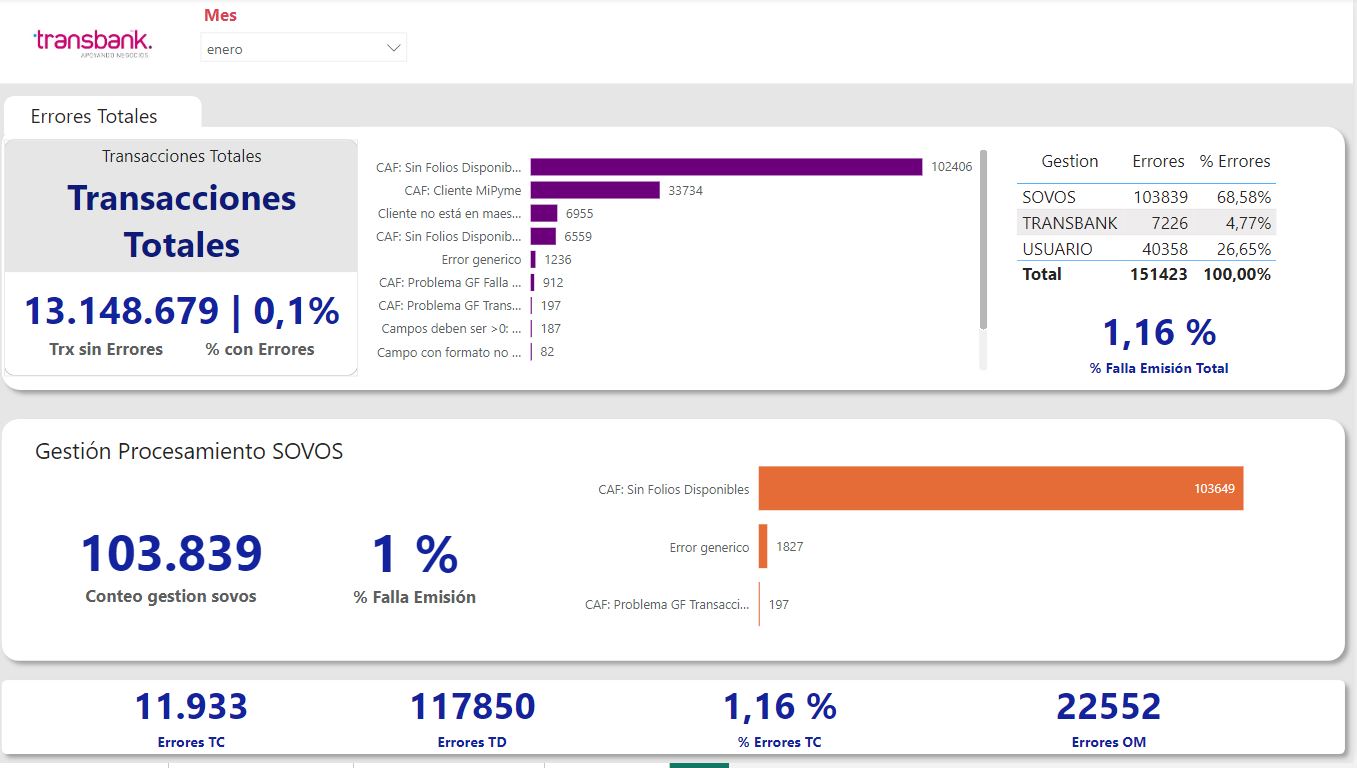 Mes
transbank.
APOYANDO NEGOCIOS
enero
Errores Totales
Transacciones Totales
Transacciones
Totales
13.148.679 | 0,1%
Trx sin Errores % con Errores
CAF: Sin Folios Disponib... 102406
CAF: Cliente MiPyme 33734
Cliente no está en maes... 6955
CAF: Sin Folios Disponib... 6559
Error generico 1236
CAF: Problema GF Falla ... 912
CAF: Problema GF Trans... 197
Campos deben ser >0: ... 187
Campo con formato no ... 82
Gestion Errores % Errores
SOVOS 103839 68,58%
TRANSBANK 7226 4,77%
USUARIO 40358 26,65%
Total 151423 100,00%
1,16 %
% Falla Emisión Total
Gestión Procesamiento SOVOS
103.839
Conteo gestion sovos
1 %
% Falla Emisión
CAF: Sin Folios Disponibles 103649
Error generico 1827
CAF: Problema GF Transacci... 197
11.933 117850 1,16 % 22552
Errores TC Errores TD % Errores TC Errores OM